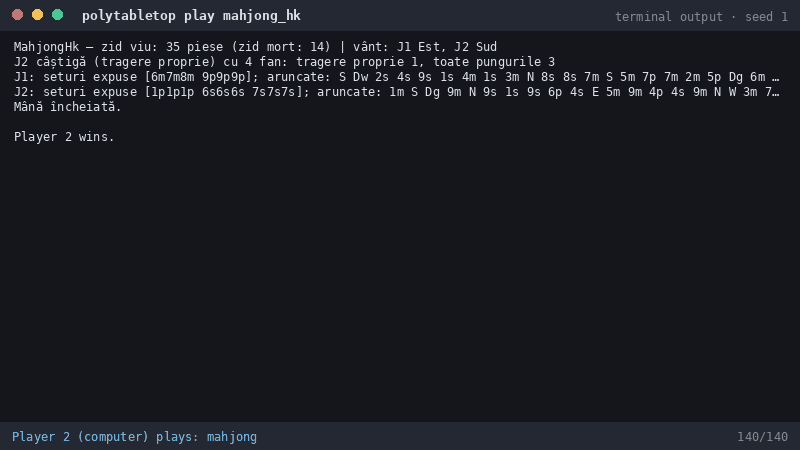 polytabletop play mahjong_hk
terminal output · seed 1
MahjongHk — zid viu: 35 piese (zid mort: 14) | vânt: J1 Est, J2 Sud
J2 câștigă (tragere proprie) cu 4 fan: tragere proprie 1, toate pungurile 3
J1: seturi expuse [6m7m8m 9p9p9p]; aruncate: S Dw 2s 4s 9s 1s 4m 1s 3m N 8s 8s 7m S 5m 7p 7m 2m 5p Dg 6m …
J2: seturi expuse [1p1p1p 6s6s6s 7s7s7s]; aruncate: 1m S Dg 9m N 9s 1s 9s 6p 4s E 5m 9m 4p 4s 9m N W 3m 7…
Mână încheiată.
Player 2 wins.
Player 2 (computer) plays: mahjong
140/140